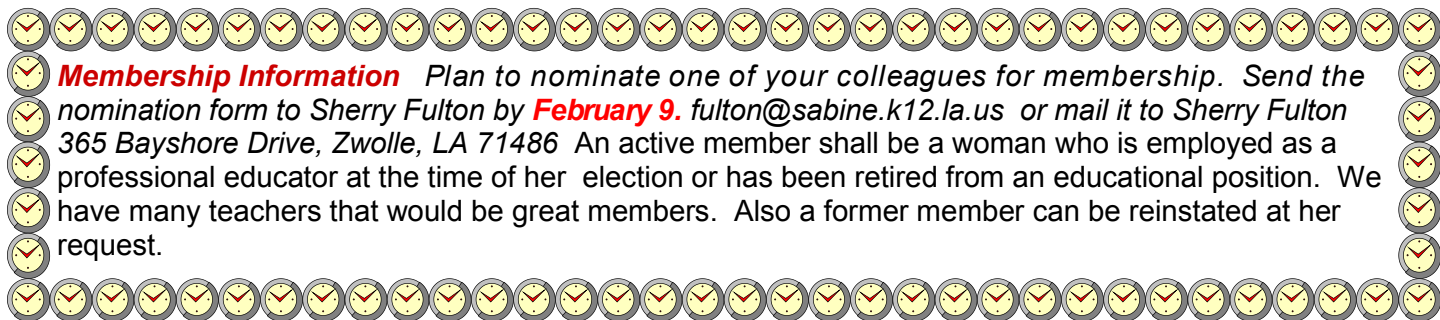 Membership Information Plan to nominate one of your colleagues for membership. Send the
nomination form to Sherry Fulton by February 9. fulton@sabine.k12.la.us or mail it to Sherry Fulton
365 Bayshore Drive, Zwolle, LA 71486 An active member shall be a woman who is employed as a
professional educator at the time of her election or has been retired from an educational position. We
have many teachers that would be great members. Also a former member can be reinstated at her
request.